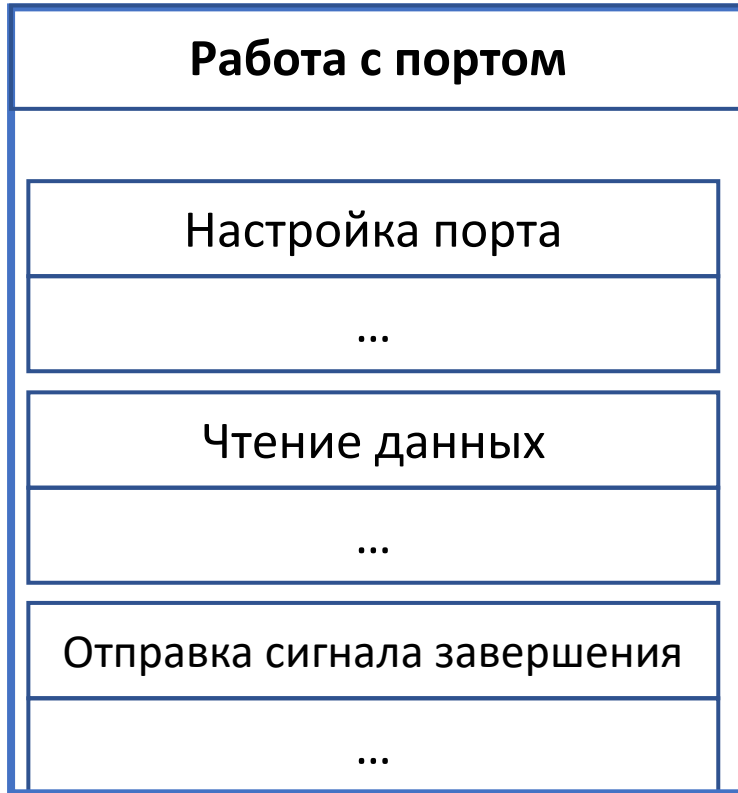 Работа с портом
Настройка порта
...
Чтение данных
...
Отправка сигнала завершения
...